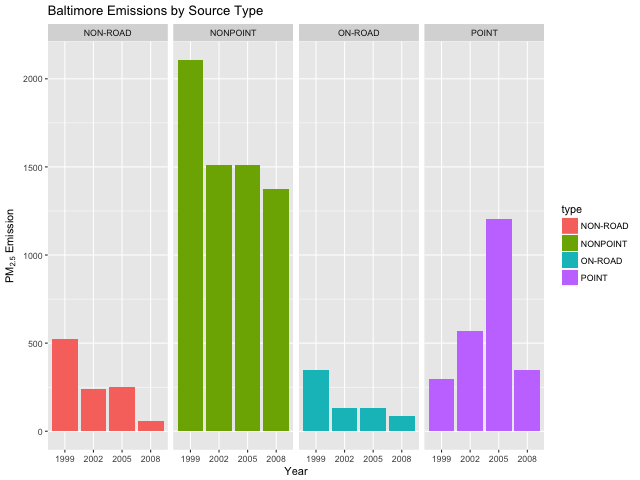 Baltimore Emissions by Source Type
NON-ROAD NONPOINT ON-ROAD POINT
2000
1500
1000
500
0
PM2.5 Emission
1999 2002 2005 2008 1999 2002 2005 2008 1999 2002 2005 2008 1999 2002 2005 2008
Year
type
NON-ROAD
NONPOINT
ON-ROAD
POINT